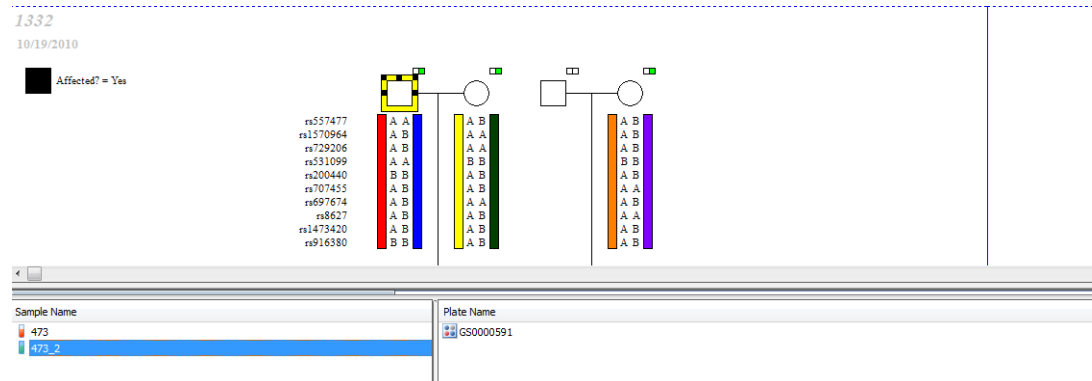 1332
10/19/2010
Affected? = Yes
rs557477 A A A B A B
rs1570964 A B A A A B
rs729206 A B A A A B
rs531099 A A B B B B
rs200440 B B B B A B
rs707455 A B A B A A
rs697674 A B A A A B
rs8627 A B A B A A
rs1473420 A B A B A B
rs916380 B B A B A B
Sample Name Plate Name
473 GS0000591
473_2